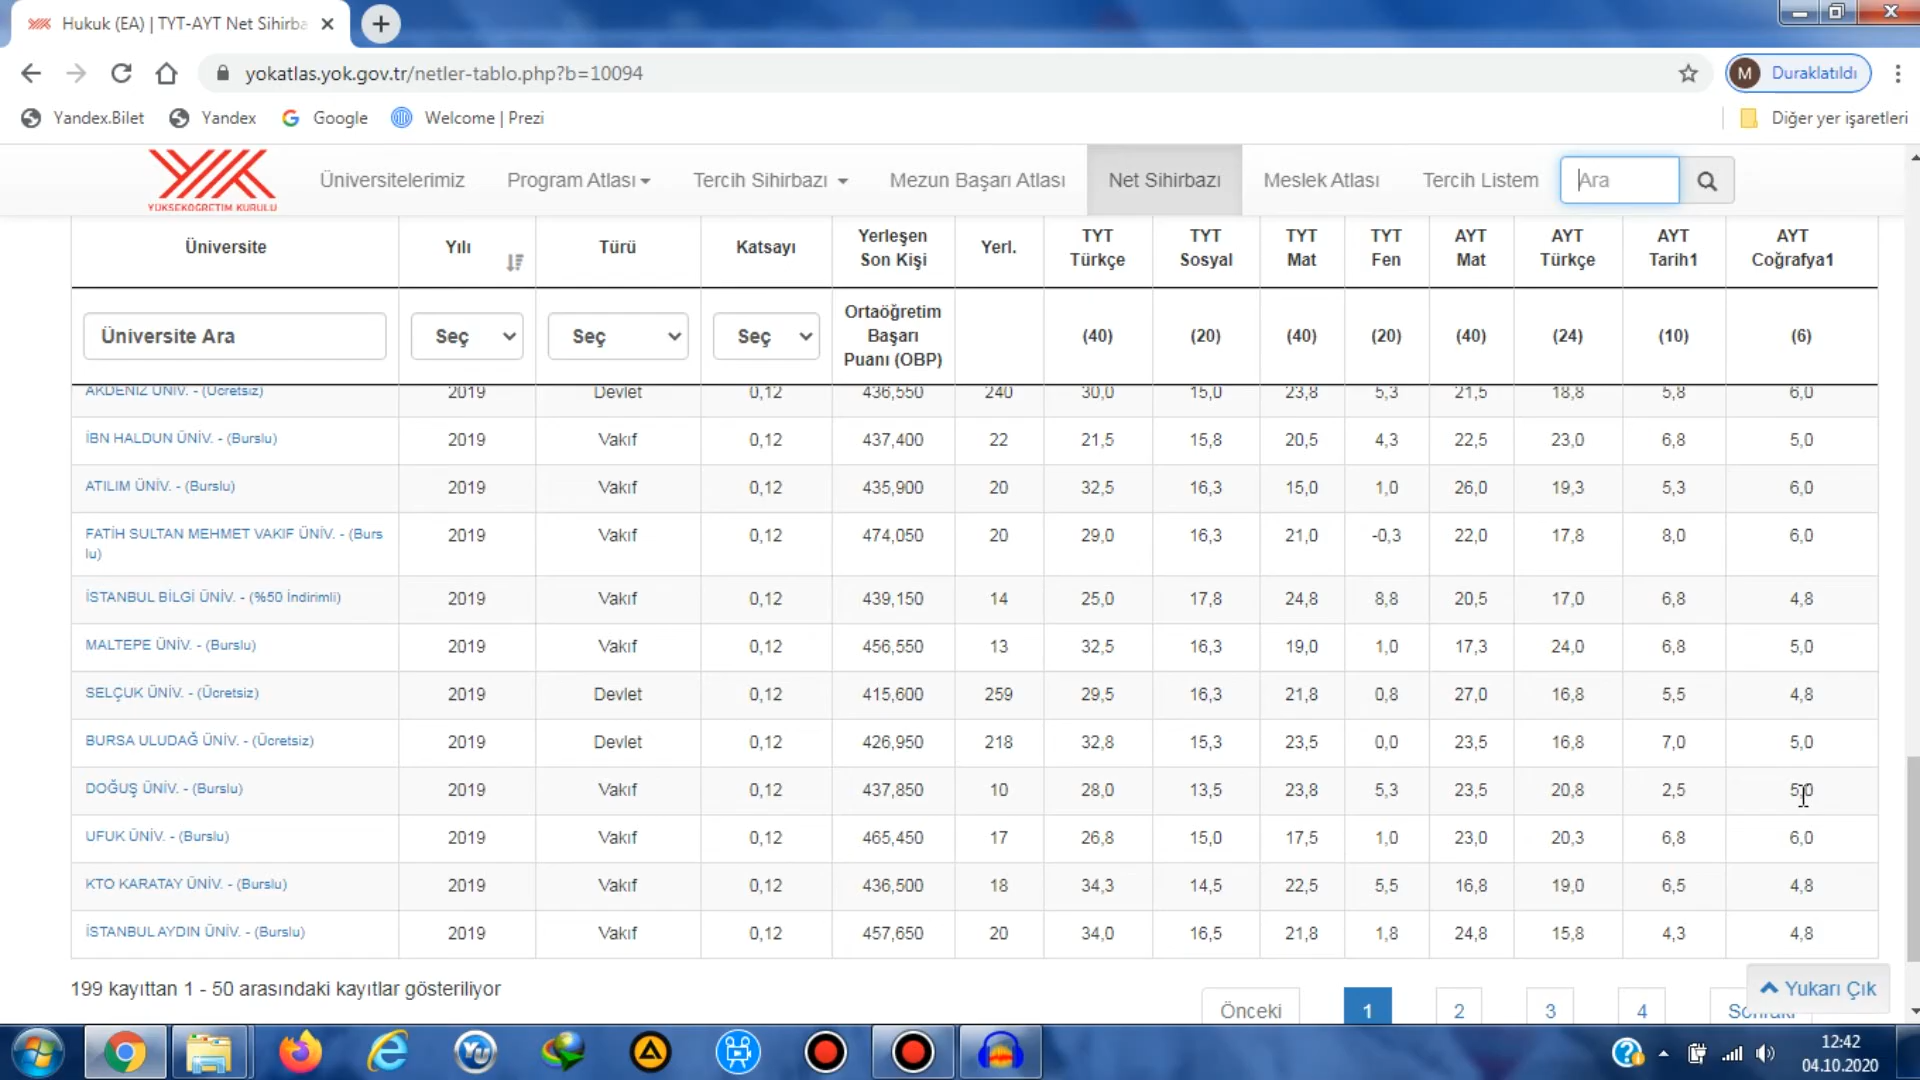 Hukuk (EA) | TYT-AYT Net Sihirba
yokatlas.yok.gov.tr/netler-tablo.php?b=10094
M Duraklatıldı
Yandex.Bilet Yandex Google Welcome | Prezi Diğer yer işaretleri
YÜKSEKÖĞRETİM KURULU
Üniversitelerimiz Program Atlası Tercih Sihirbazı Mezun Başarı Atlası Net Sihirbazı Meslek Atlası Tercih Listem Ara
Üniversite Yılı Türü Katsayı Yerleşen Son Kişi Yerl. TYT Türkçe TYT Sosyal TYT Mat TYT Fen AYT Mat AYT Türkçe AYT Tarih1 AYT Coğrafya1
Üniversite Ara Seç Seç Seç Ortaöğretim Başarı Puanı (OBP) (40) (20) (40) (20) (40) (24) (10) (6)
AKDENİZ ÜNİV. - (Ücretsiz) 2019 Devlet 0,12 436,550 240 30,0 15,0 23,8 5,3 21,5 18,8 5,8 6,0
İBN HALDUN ÜNİV. - (Burslu) 2019 Vakıf 0,12 437,400 22 21,5 15,8 20,5 4,3 22,5 23,0 6,8 5,0
ATILIM ÜNİV. - (Burslu) 2019 Vakıf 0,12 435,900 20 32,5 16,3 15,0 1,0 26,0 19,3 5,3 6,0
FATİH SULTAN MEHMET VAKIF ÜNİV. - (Burs
lu) 2019 Vakıf 0,12 474,050 20 29,0 16,3 21,0 -0,3 22,0 17,8 8,0 6,0
İSTANBUL BİLGİ ÜNİV. - (%50 İndirimli) 2019 Vakıf 0,12 439,150 14 25,0 17,8 24,8 8,8 20,5 17,0 6,8 4,8
MALTEPE ÜNİV. - (Burslu) 2019 Vakıf 0,12 456,550 13 32,5 16,3 19,0 1,0 17,3 24,0 6,8 5,0
SELÇUK ÜNİV. - (Ücretsiz) 2019 Devlet 0,12 415,600 259 29,5 16,3 21,8 0,8 27,0 16,8 5,5 4,8
BURSA ULUDAĞ ÜNİV. - (Ücretsiz) 2019 Devlet 0,12 426,950 218 32,8 15,3 23,5 0,0 23,5 16,8 7,0 5,0
DOĞUŞ ÜNİV. - (Burslu) 2019 Vakıf 0,12 437,850 10 28,0 13,5 23,8 5,3 23,5 20,8 2,5 5,0
UFUK ÜNİV. - (Burslu) 2019 Vakıf 0,12 465,450 17 26,8 15,0 17,5 1,0 23,0 20,3 6,8 6,0
KTO KARATAY ÜNİV. - (Burslu) 2019 Vakıf 0,12 436,500 18 34,3 14,5 22,5 5,5 16,8 19,0 6,5 4,8
İSTANBUL AYDIN ÜNİV. - (Burslu) 2019 Vakıf 0,12 457,650 20 34,0 16,5 21,8 1,8 24,8 15,8 4,3 4,8
199 kayıttan 1 - 50 arasındaki kayıtlar gösteriliyor
Yukarı Çık
Önceki 1 2 3 4 Sonraki
12:42
04.10.2020